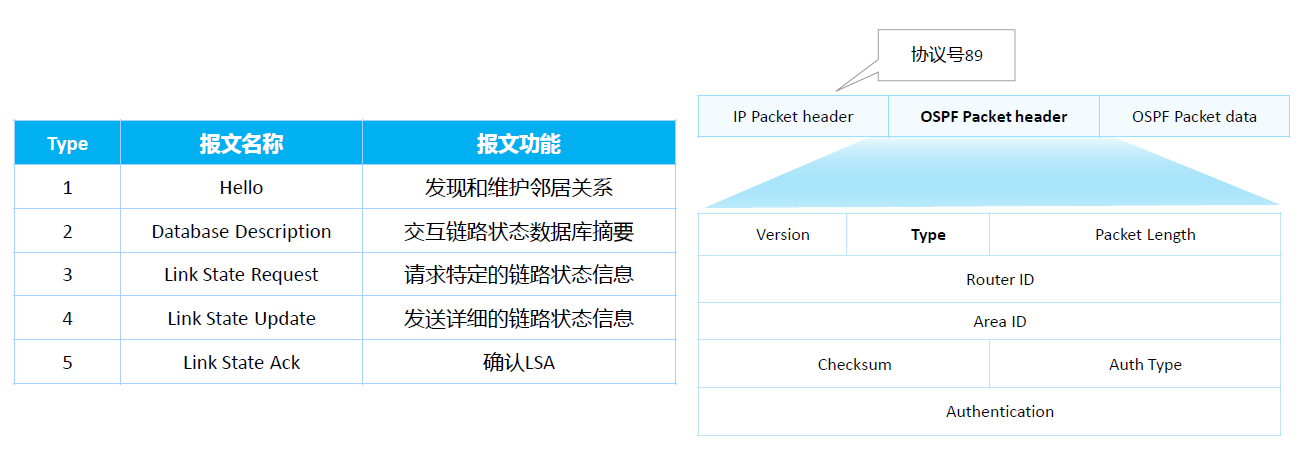 Type 报文名称 报文功能
1 Hello 发现和维护邻居关系
2 Database Description 交互链路状态数据库摘要
3 Link State Request 请求特定的链路状态信息
4 Link State Update 发送详细的链路状态信息
5 Link State Ack 确认LSA
协议号89
IP Packet header OSPF Packet header OSPF Packet data
Version Type Packet Length
Router ID
Area ID
Checksum Auth Type
Authentication